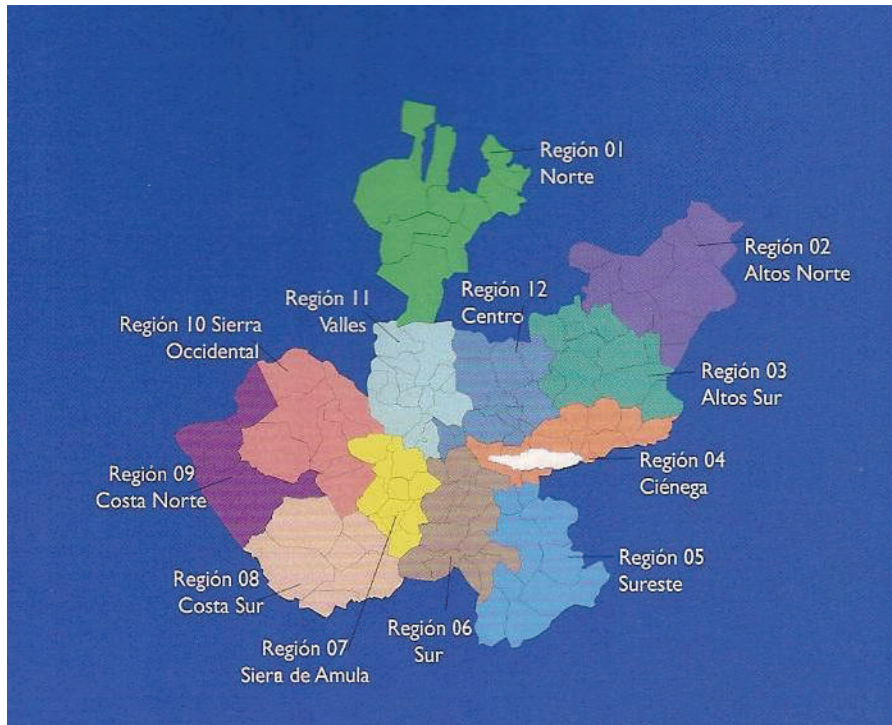 Región 01
Norte
Región 02
Altos Norte
Región 11
Valles
Región 12
Centro
Región 10 Sierra
Occidental
Región 03
Altos Sur
Región 04
Ciénega
Región 09
Costa Norte
Región 05
Sureste
Región 08
Costa Sur
Región 06
Sur
Región 07
Siera de Amula